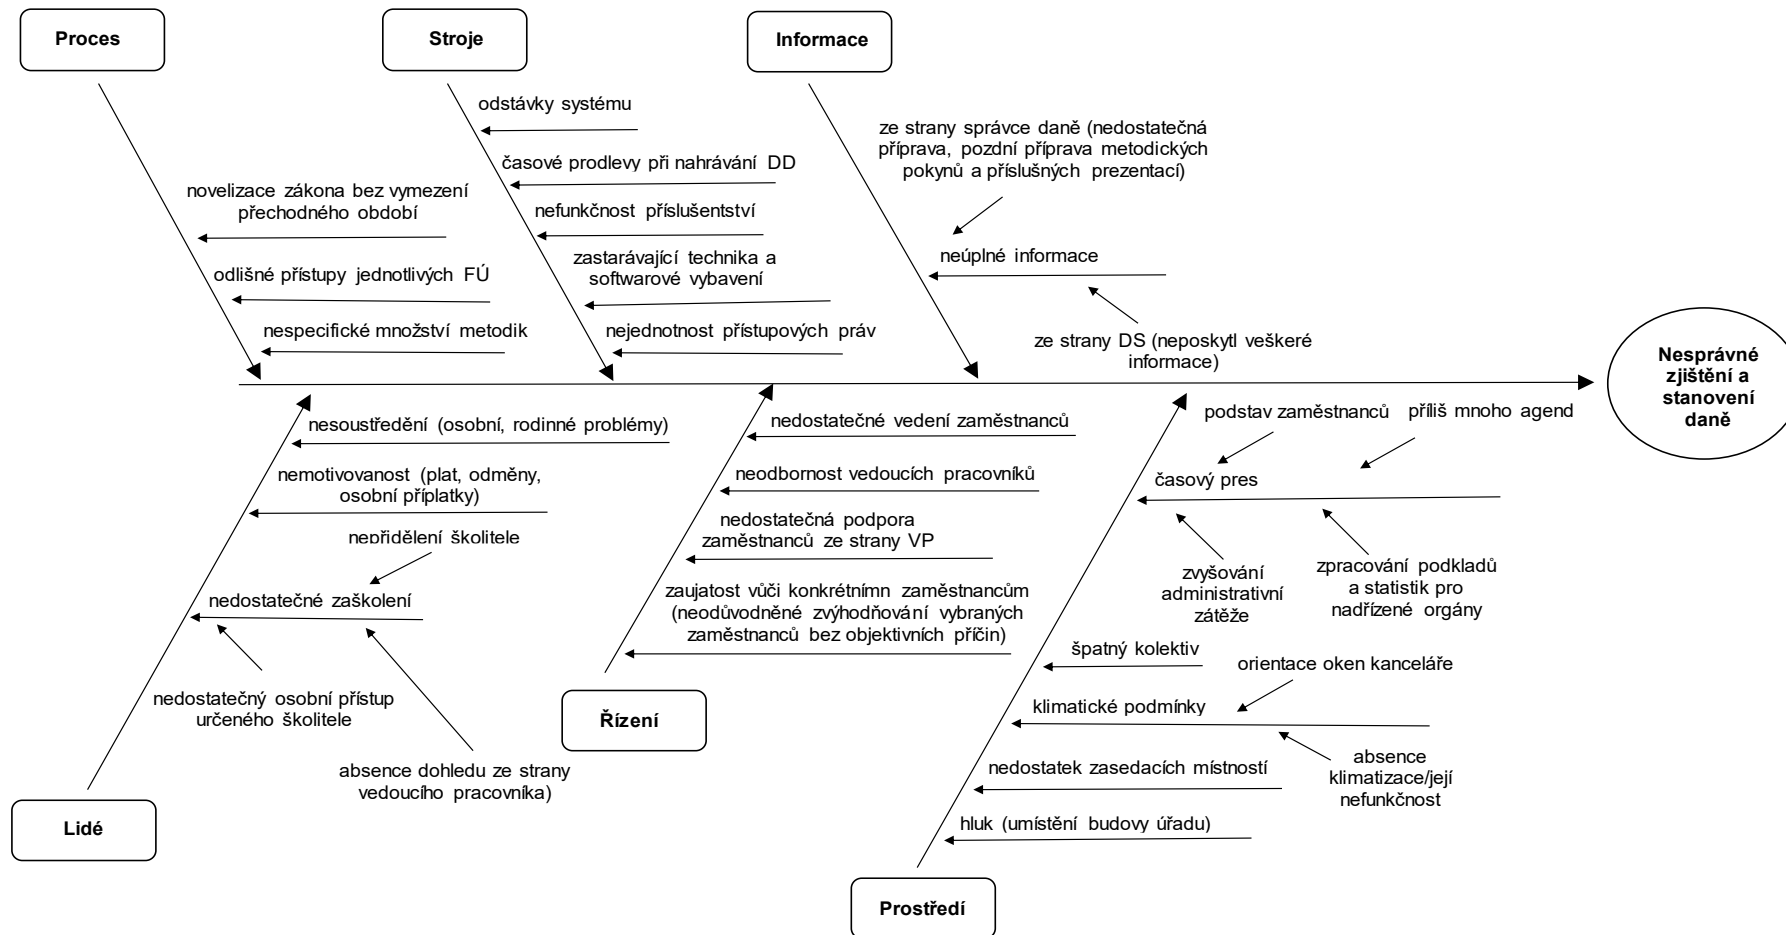 Proces
Stroje
Informace
odstávky systému
časové prodlevy při nahrávání DD
nefunkčnost příslušentství
zastarávající technika a
softwarové vybavení
nejednotnost přístupových práv
novelizace zákona bez vymezení
přechodného období
odlišné přístupy jednotlivých FÚ
nespecifické množství metodik
ze strany správce daně (nedostatečná
příprava, pozdní příprava metodických
pokynů a příslušných prezentací)
neúplné informace
ze strany DS (neposkytl veškeré
informace)
Nesprávné
zjištění a
stanovení
daně
nesoustředění (osobní, rodinné problémy)
nemotivovanost (plat, odměny,
osobní příplatky)
nepřidělení školitele
nedostatečné zaškolení
nedostatečný osobní přístup
určeného školitele
absence dohledu ze strany
vedoucího pracovníka)
Lidé
nedostatečné vedení zaměstnanců
neodbornost vedoucích pracovníků
nedostatečná podpora
zaměstnanců ze strany VP
zaujatost vůči konkrétnímn zaměstnancům
(neodůvodněné zvýhodňování vybraných
zaměstnanců bez objektivních příčin)
Řízení
podstav zaměstnanců
příliš mnoho agend
časový pres
zvyšování
administrativní
zátěže
zpracování podkladů
a statistik pro
nadřízené orgány
špatný kolektiv
orientace oken kanceláře
klimatické podmínky
absence
klimatizace/její
nefunkčnost
nedostatek zasedacích místností
hluk (umístění budovy úřadu)
Prostředí